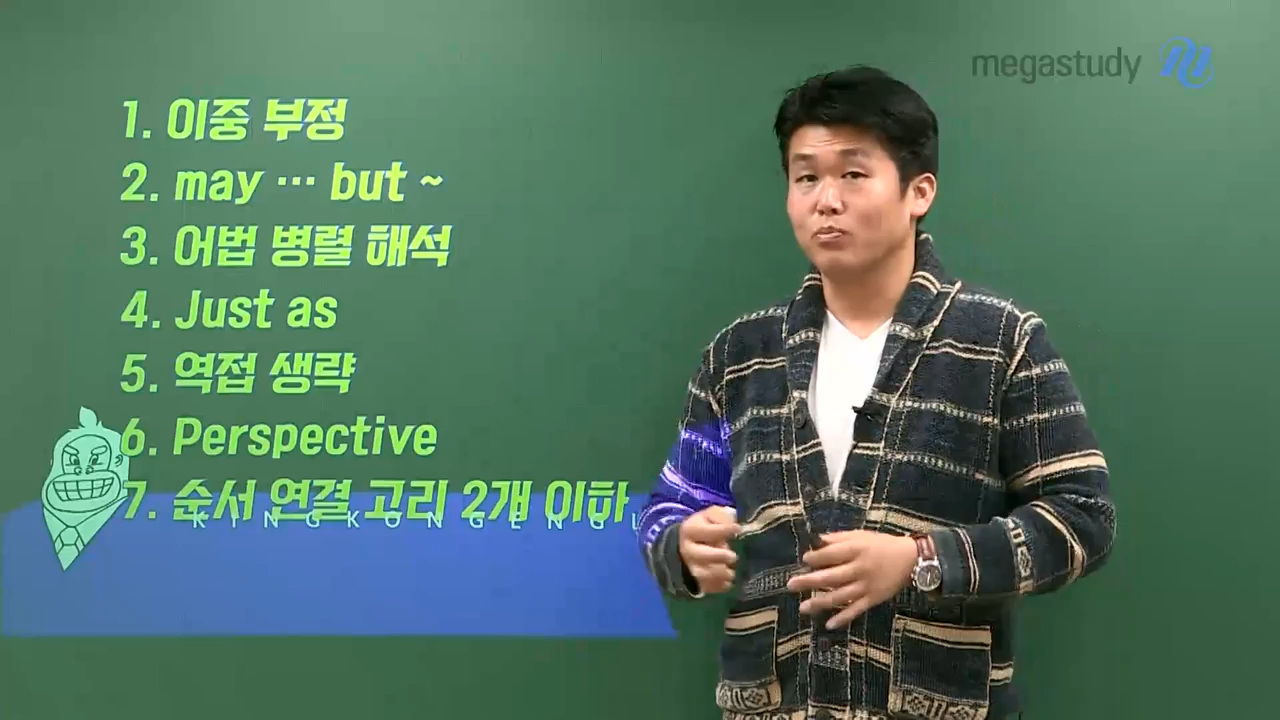 megastudy
1. 이중 부정
2. may … but ~
3. 어법 병렬 해석
4. Just as
5. 역접 생략
6. Perspective
7. 순서 연결 고리 2개 이하
KINGKONGENGL